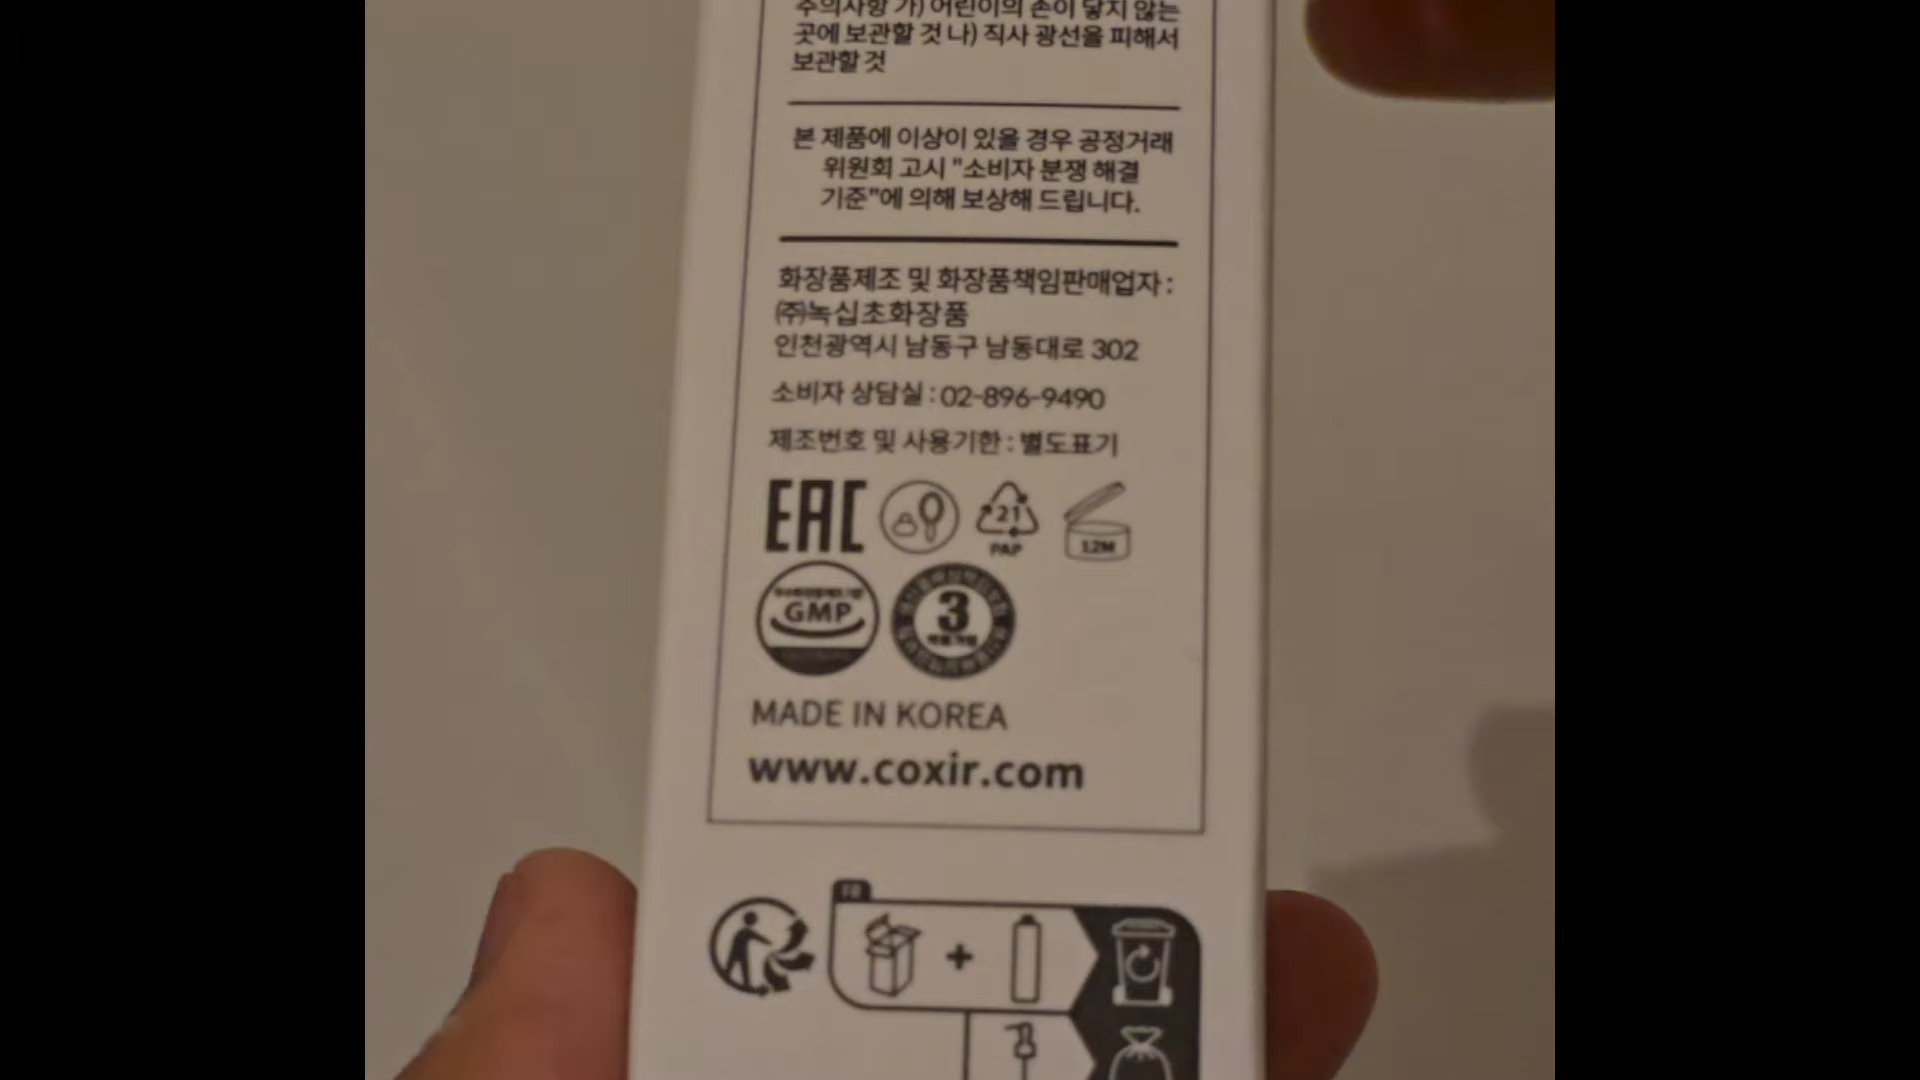 주의사항 가) 어린이의 손이 닿지 않는
곳에 보관할 것 나) 직사 광선을 피해서
보관할 것
본 제품에 이상이 있을 경우 공정거래
위원회 고시 "소비자 분쟁 해결
기준"에 의해 보상해 드립니다.
화장품제조 및 화장품책임판매업자 :
㈜녹십초화장품
인천광역시 남동구 남동대로 302
소비자 상담실 : 02-896-9490
제조번호 및 사용기한 : 별도표기
EAC
21
PAP
12M
GMP
3
MADE IN KOREA
www.coxir.com
FR
+